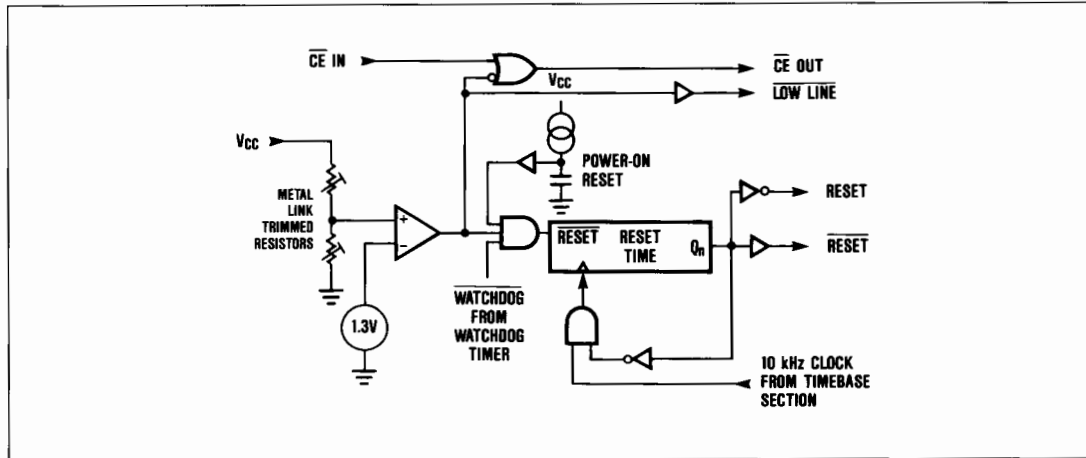 CE IN
CE OUT
VCC
LOW LINE
VCC
POWER-ON
RESET
METAL
LINK
TRIMMED
RESISTORS
+
−
RESET
RESET
TIME
Qn
RESET
RESET
WATCHDOG
FROM
WATCHDOG
TIMER
1.3V
10 kHz CLOCK
FROM TIMEBASE
SECTION